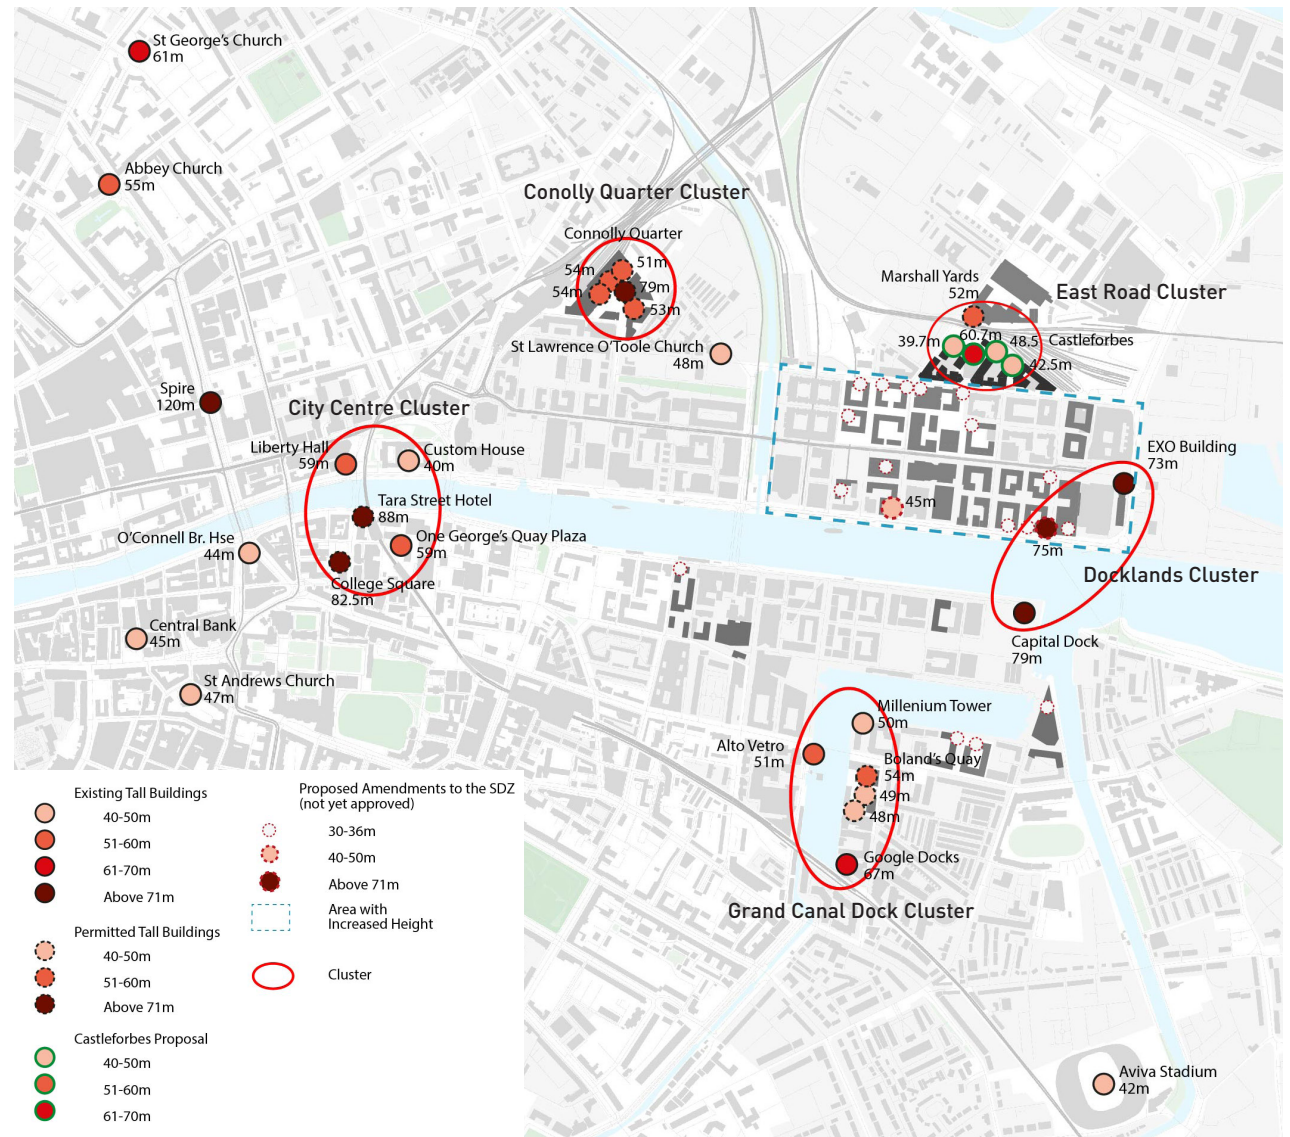 St George's Church
61m
Abbey Church
55m
Conolly Quarter Cluster
Connolly Quarter
54m
51m
54m
79m
53m
St Lawrence O'Toole Church
48m
Marshall Yards
52m
East Road Cluster
39.7m
60.7m
48.5
Castleforbes
42.5m
Spire
120m
City Centre Cluster
Liberty Hall
59m
Custom House
40m
Tara Street Hotel
88m
O'Connell Br. Hse
44m
One George's Quay Plaza
59m
College Square
82.5m
EXO Building
73m
45m
75m
Docklands Cluster
Capital Dock
79m
Central Bank
45m
St Andrews Church
47m
Millenium Tower
50m
Alto Vetro
51m
Boland's Quay
54m
49m
48m
Google Docks
67m
Grand Canal Dock Cluster
Aviva Stadium
42m
Existing Tall Buildings
40-50m
51-60m
61-70m
Above 71m
Permitted Tall Buildings
40-50m
51-60m
Above 71m
Castleforbes Proposal
40-50m
51-60m
61-70m
Proposed Amendments to the SDZ
(not yet approved)
30-36m
40-50m
Above 71m
Area with
Increased Height
Cluster